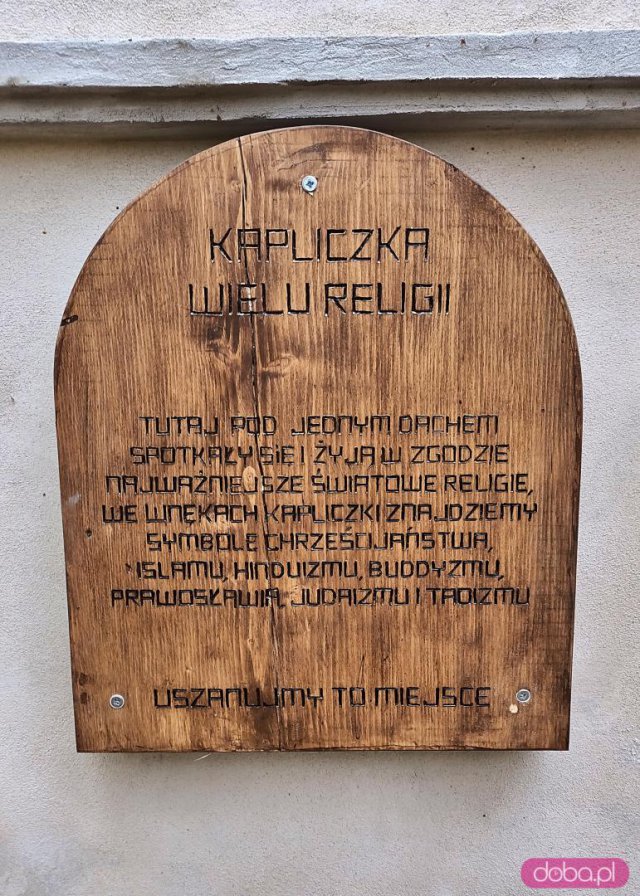 KAPLICZKA
WIELU RELIGII
TUTAJ POD JEDNYM DACHEM
SPOTKAŁY SIĘ I ŻYJĄ W ZGODZIE
NAJWAŻNIEJSZE ŚWIATOWE RELIGIE,
WE WNĘKACH KAPLICZKI ZNAJDZIEMY
SYMBOLE CHRZEŚCIJAŃSTWA,
ISLAMU, HINDUIZMU, BUDDYZMU,
PRAWOSŁAWIA, JUDAIZMU I TAOIZMU
USZANUJMY TO MIEJSCE
doba.pl